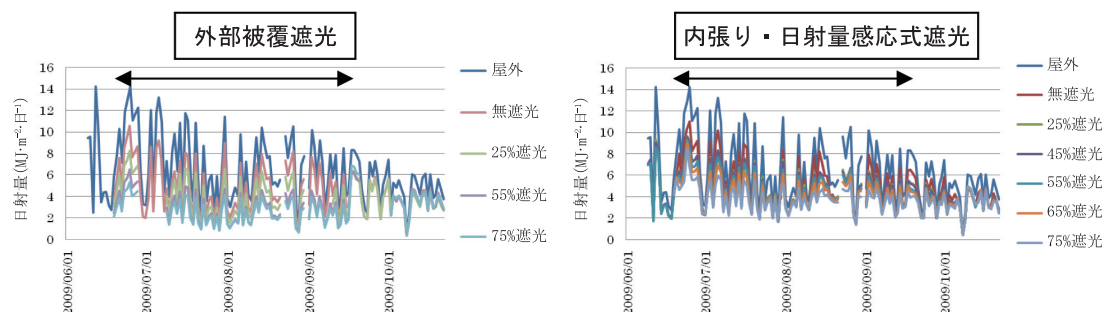 外部被覆遮光
日射量(MJ·m⁻²·日⁻¹)
16
14
12
10
8
6
4
2
0
2009/06/01
2009/07/01
2009/08/01
2009/09/01
2009/10/01
屋外
無遮光
25%遮光
55%遮光
75%遮光
内張り・日射量感応式遮光
日射量(MJ·m⁻²·日⁻¹)
16
14
12
10
8
6
4
2
0
2009/06/01
2009/07/01
2009/08/01
2009/09/01
2009/10/01
屋外
無遮光
25%遮光
45%遮光
55%遮光
65%遮光
75%遮光